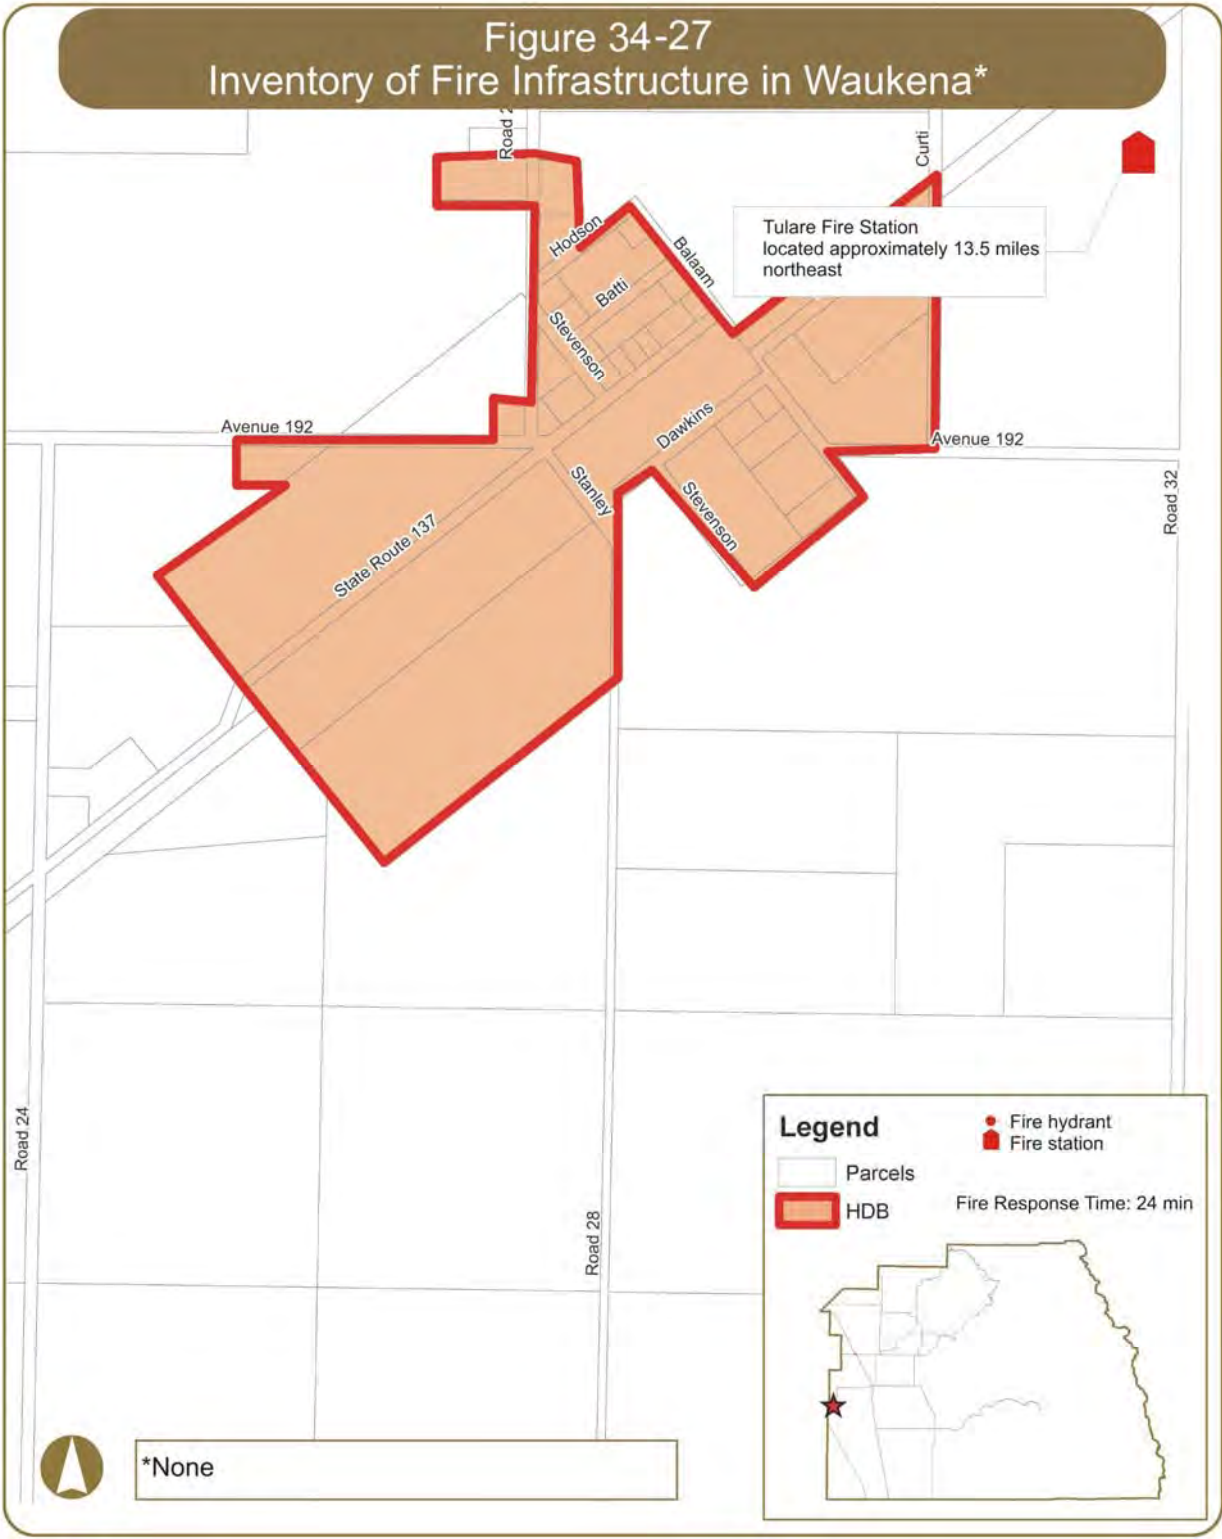 Figure 34-27
Inventory of Fire Infrastructure in Waukena*
Road 2
Curti
Hodson
Balaam
Tulare Fire Station
located approximately 13.5 miles
northeast
Batti
Stevenson
Avenue 192
Dawkins
Avenue 192
Stanley
Stevenson
Road 32
State Route 137
Road 24
Road 28
Legend
Fire hydrant
Fire station
Parcels
HDB
Fire Response Time: 24 min
*None